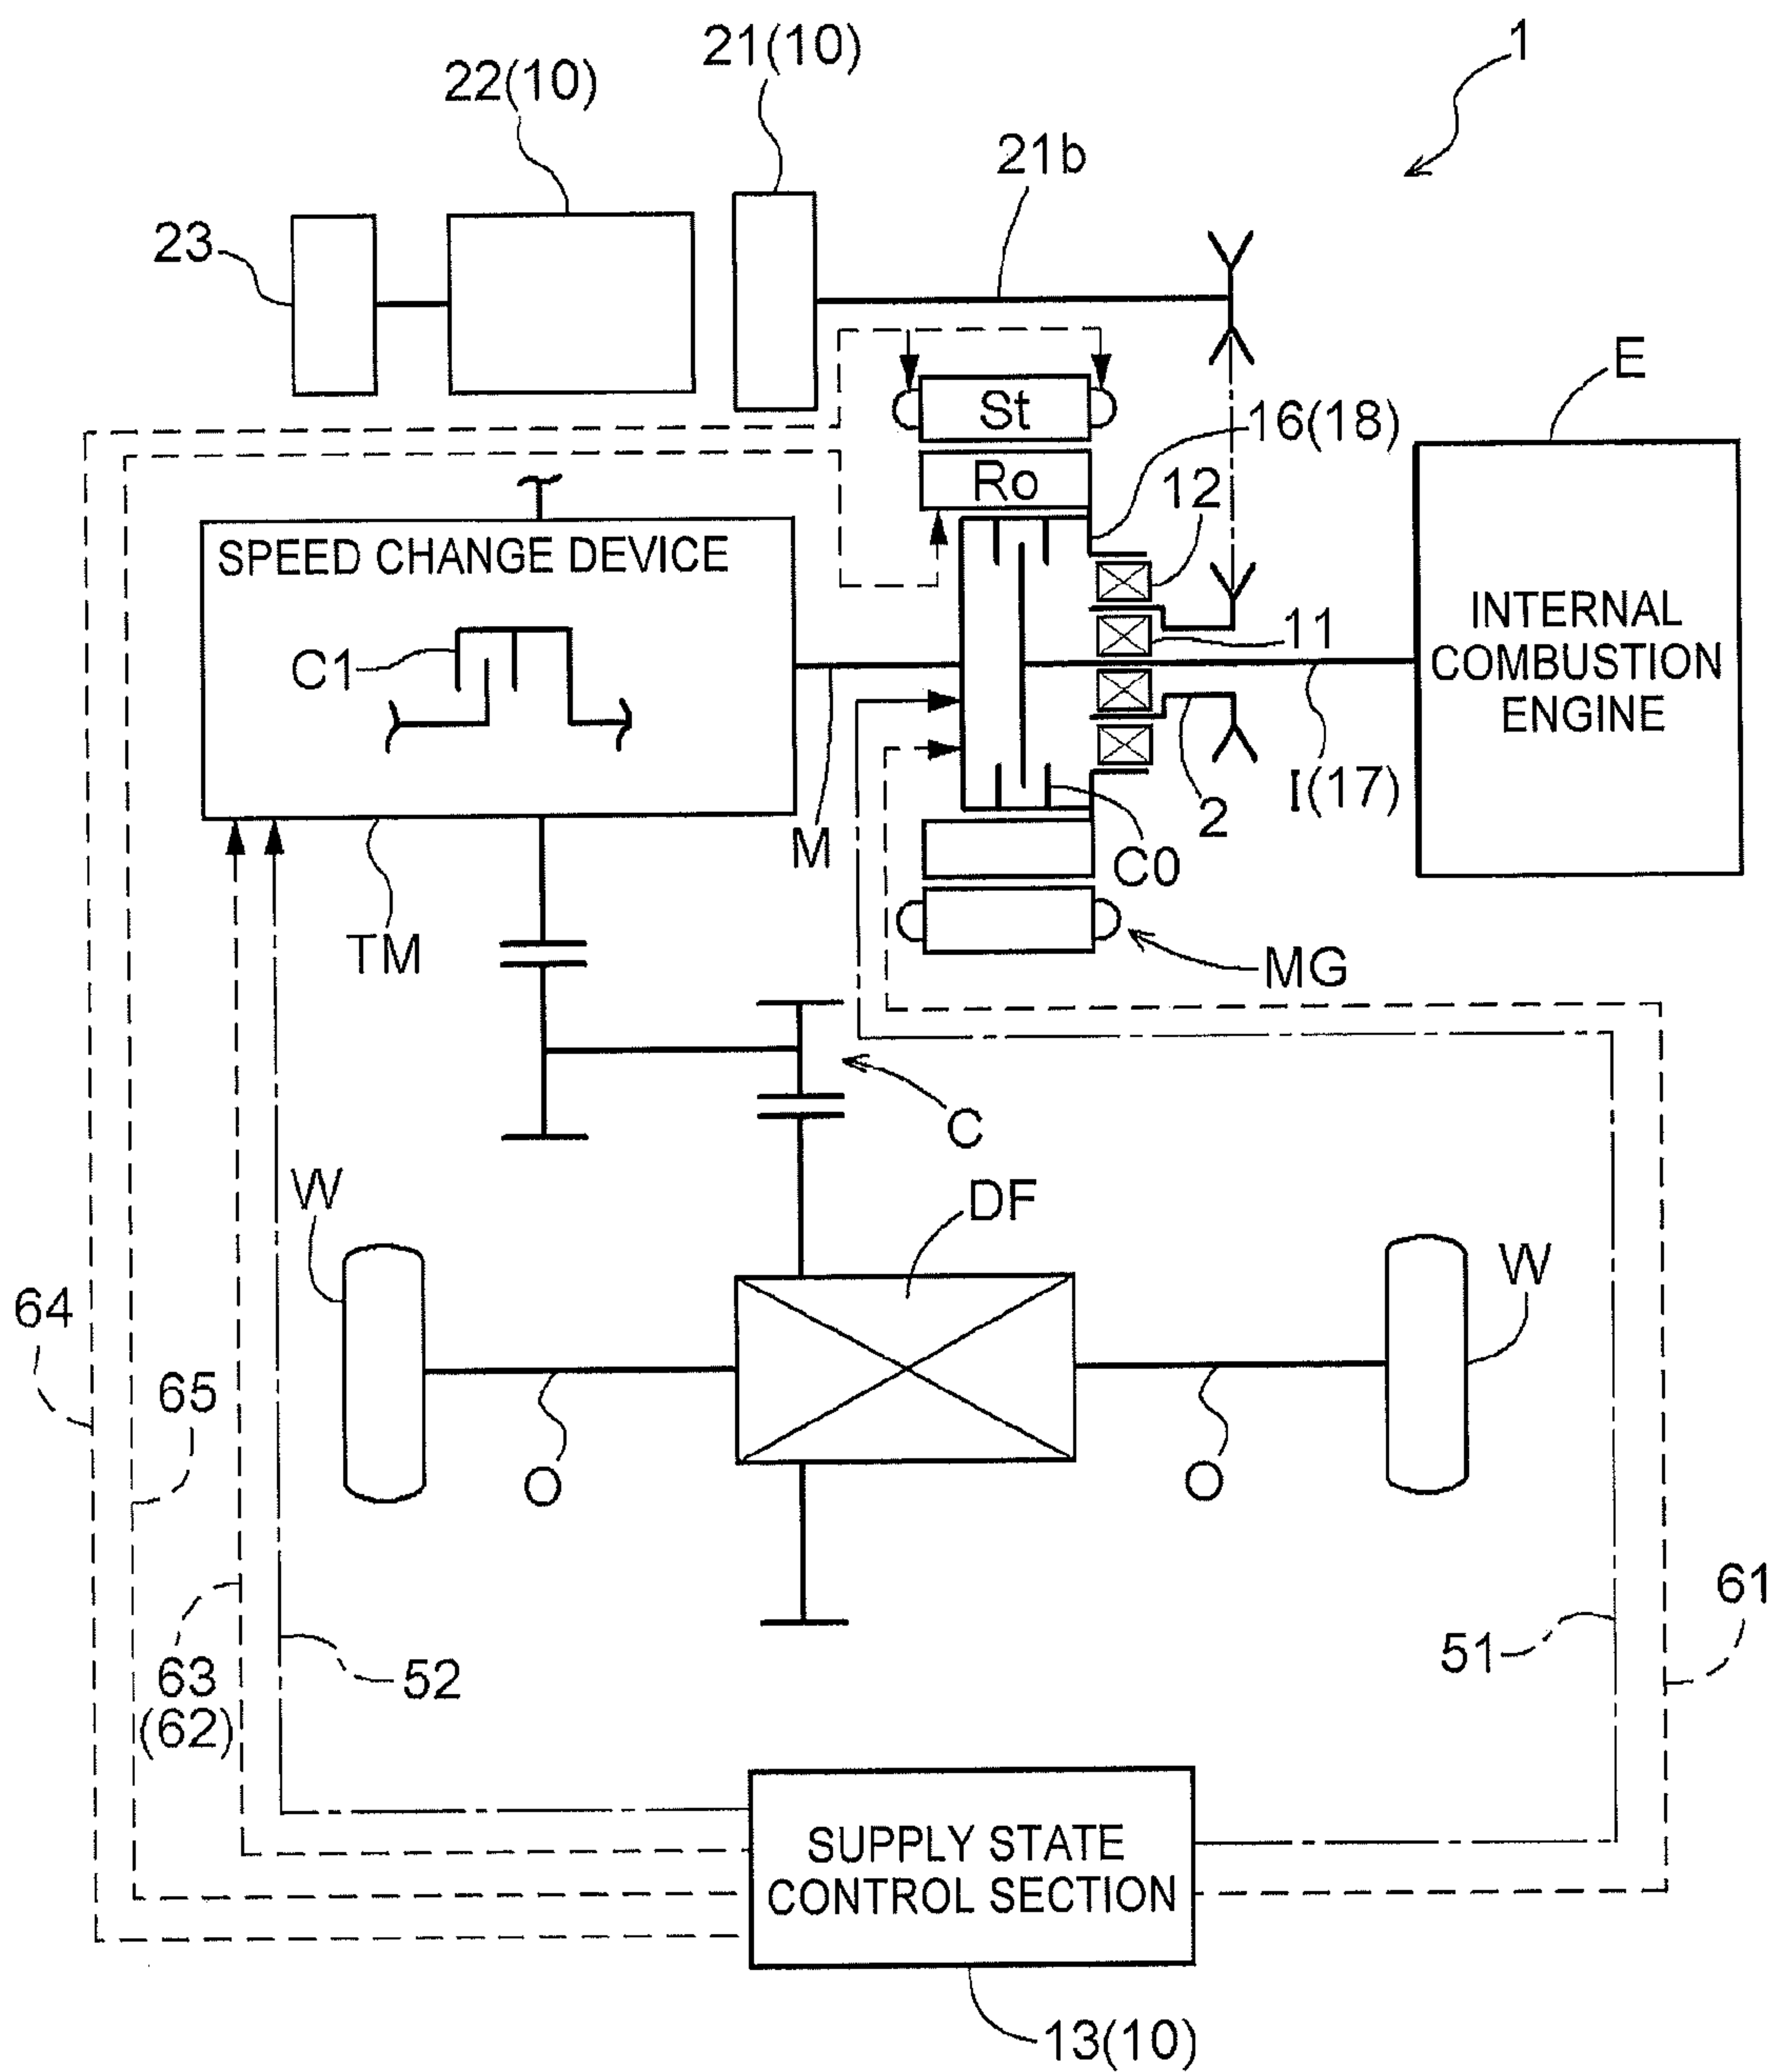 1
21(10)
22(10)
21b
23
E
St
16(18)
Ro
12
SPEED CHANGE DEVICE
INTERNAL
COMBUSTION
ENGINE
11
C1
I(17)
2
M
C0
TM
MG
C
W
DF
W
64
65
O
O
61
63
(62)
52
51
SUPPLY STATE
CONTROL SECTION
13(10)